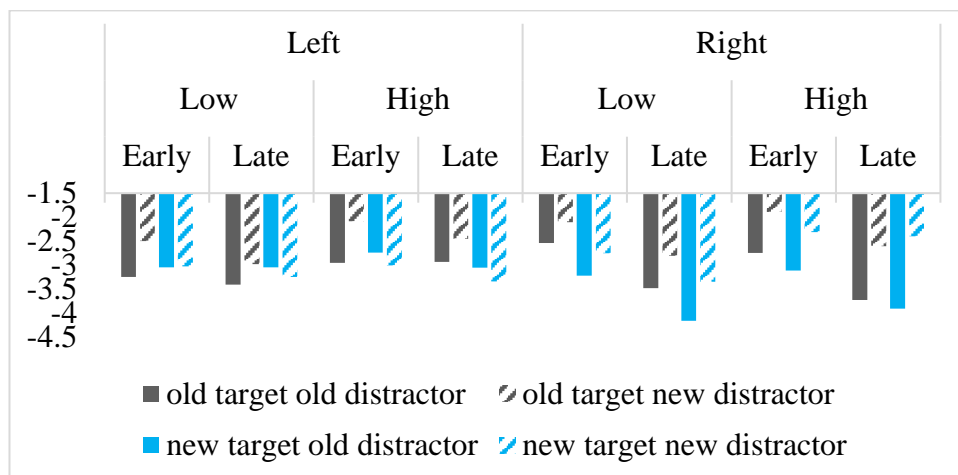 Left Right
Low High Low High
Early Late Early Late Early Late Early Late
-1.5
-2
-2.5
-3
-3.5
-4
-4.5
old target old distractor old target new distractor
new target old distractor new target new distractor